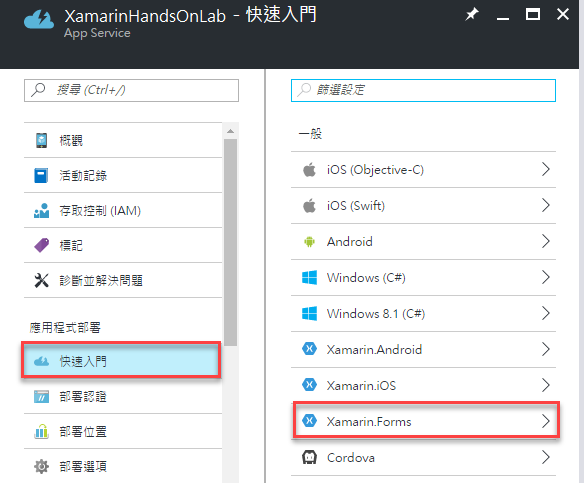 XamarinHandsOnLab - 快速入門
App Service
搜尋 (Ctrl+/)
概觀
活動記錄
存取控制 (IAM)
標記
診斷並解決問題
應用程式部署
快速入門
部署認證
部署位置
部署選項
篩選設定
一般
iOS (Objective-C)
iOS (Swift)
Android
Windows (C#)
Windows 8.1 (C#)
Xamarin.Android
Xamarin.iOS
Xamarin.Forms
Cordova